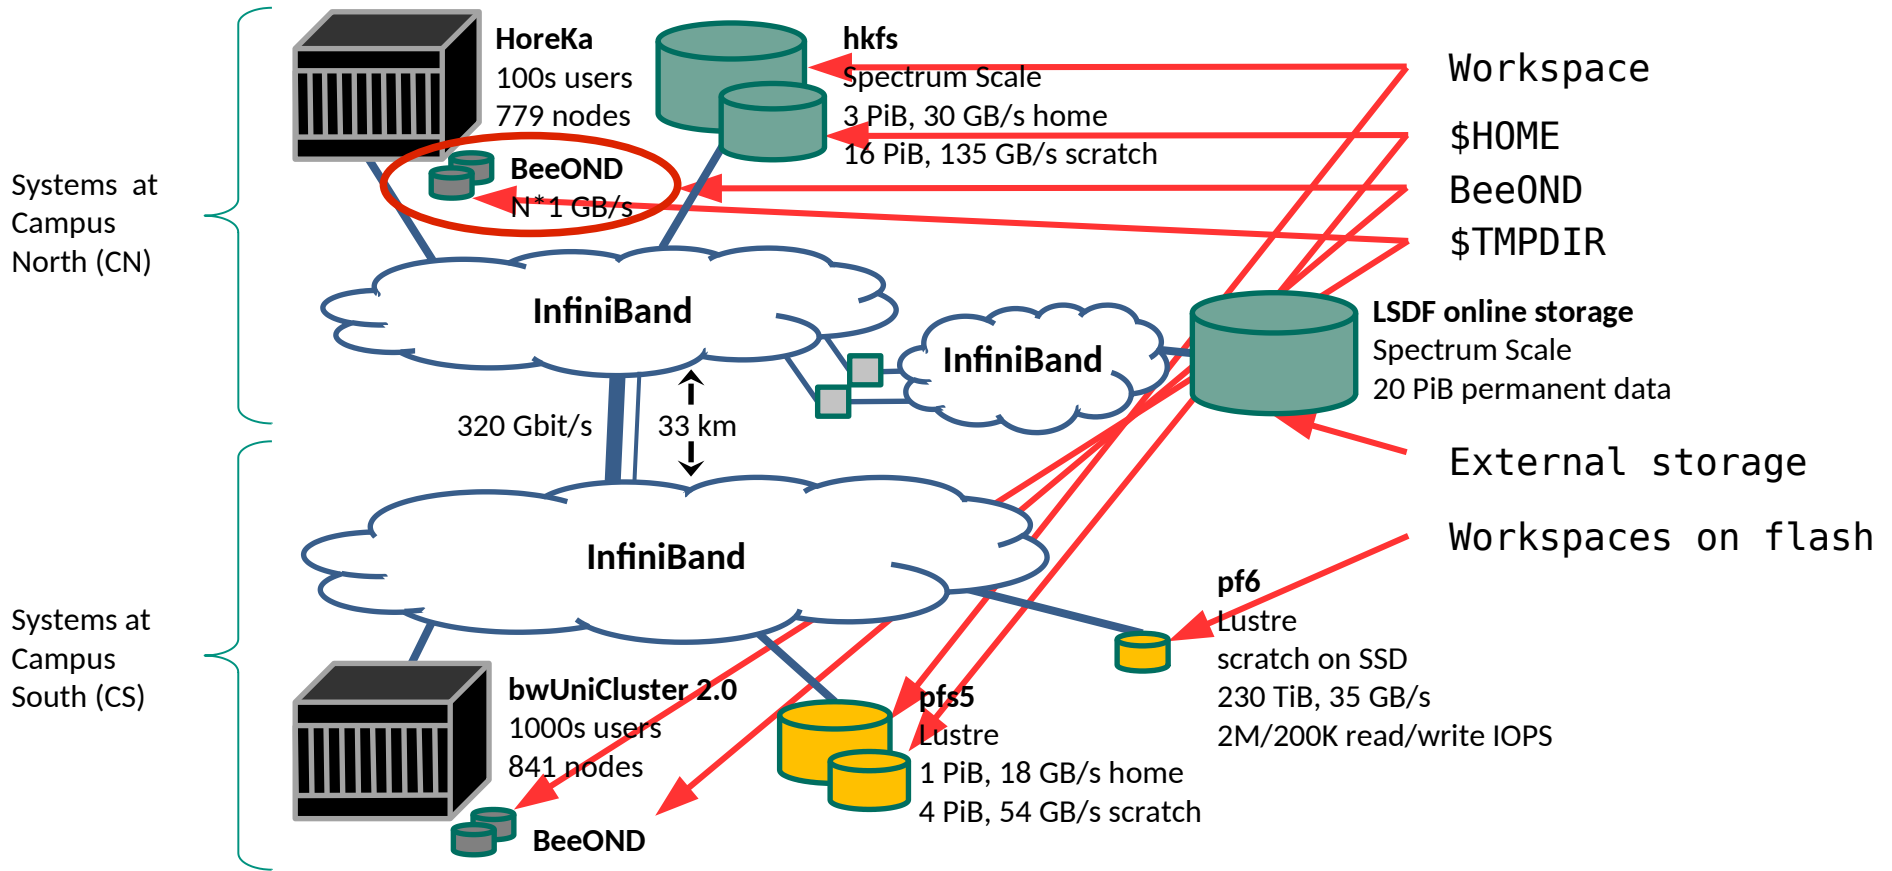 Systems at
Campus
North (CN)
HoreKa
100s users
779 nodes
BeeOND
N*1 GB/s
hkfs
Spectrum Scale
3 PiB, 30 GB/s home
16 PiB, 135 GB/s scratch
Workspace
$HOME
BeeOND
$TMPDIR
InfiniBand
InfiniBand
LSDF online storage
Spectrum Scale
20 PiB permanent data
320 Gbit/s
33 km
External storage
Workspaces on flash
InfiniBand
pf6
Lustre
scratch on SSD
230 TiB, 35 GB/s
2M/200K read/write IOPS
Systems at
Campus
South (CS)
bwUniCluster 2.0
1000s users
841 nodes
BeeOND
pfs5
Lustre
1 PiB, 18 GB/s home
4 PiB, 54 GB/s scratch